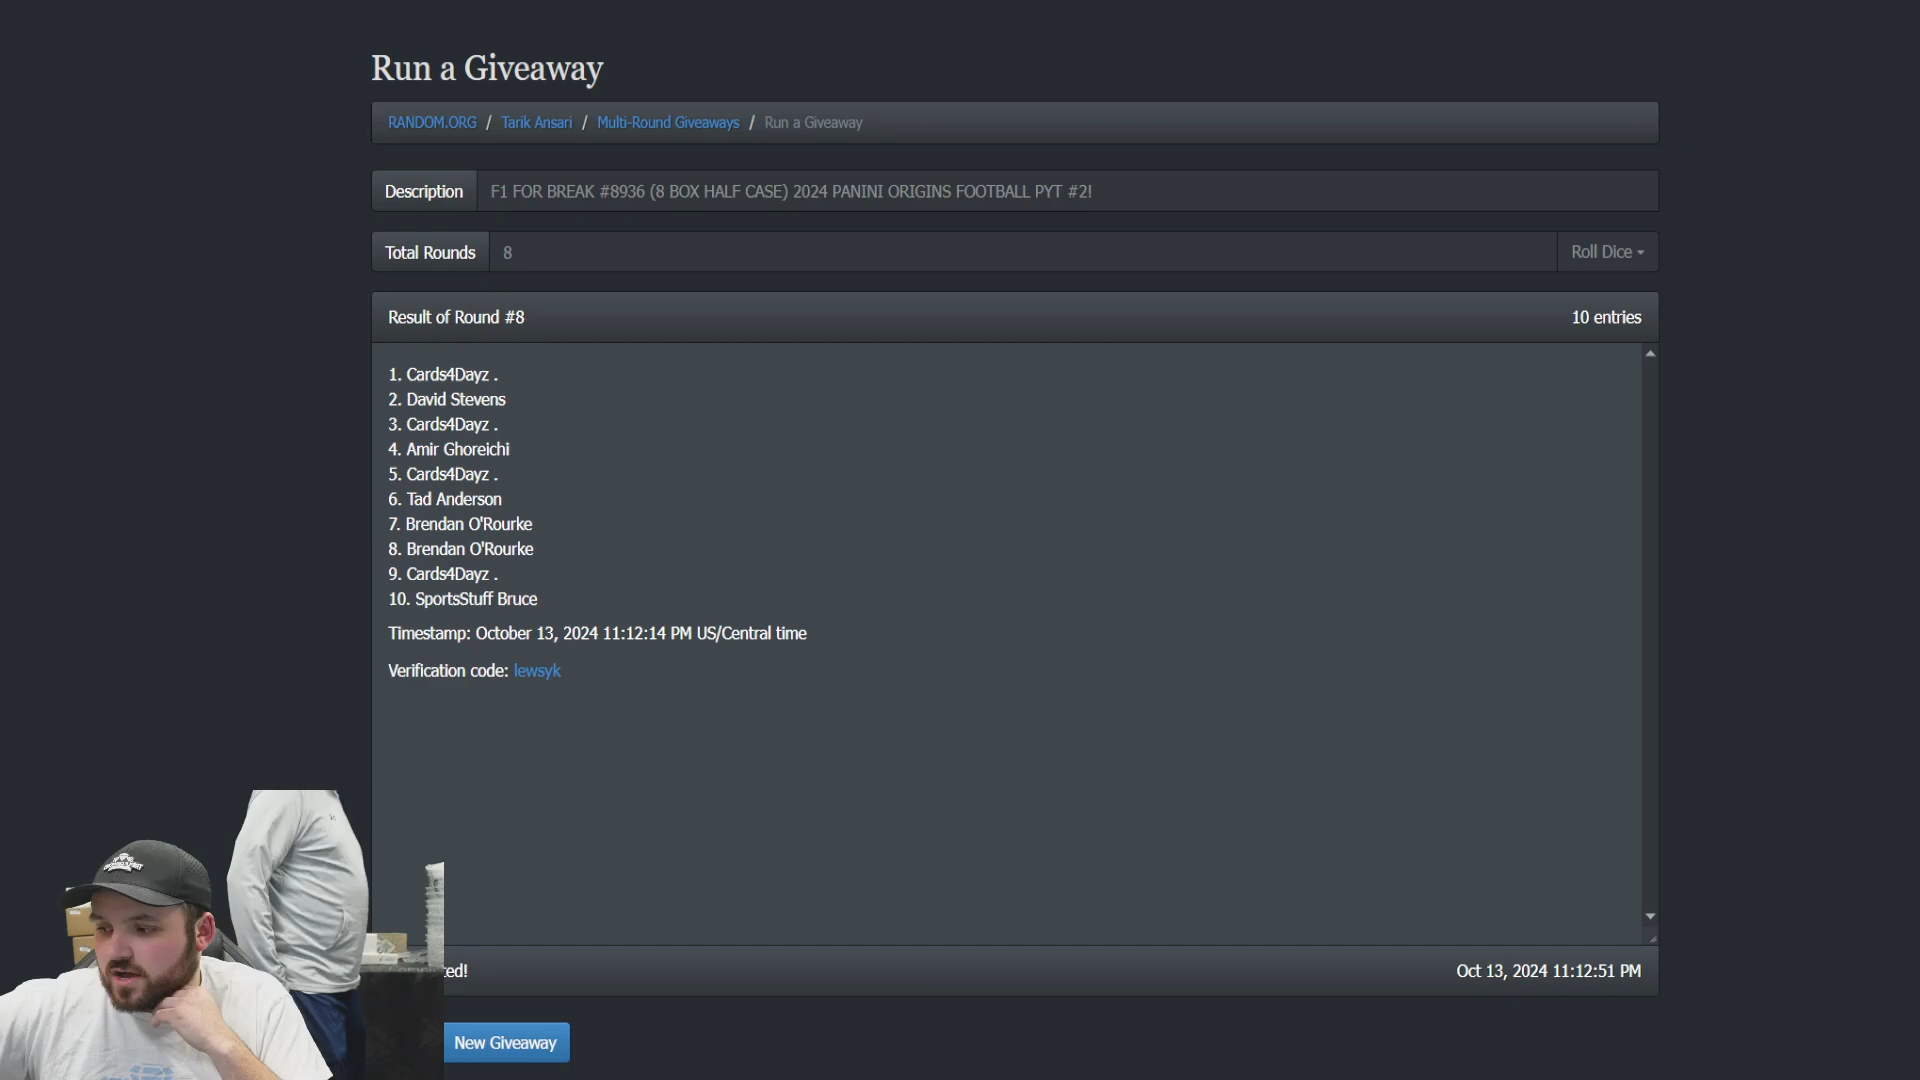 Run a Giveaway
RANDOM.ORG / Tarik Ansari / Multi-Round Giveaways / Run a Giveaway
Description F1 FOR BREAK #8936 (8 BOX HALF CASE) 2024 PANINI ORIGINS FOOTBALL PYT #2!
Total Rounds 8 Roll Dice
Result of Round #8 10 entries
1. Cards4Dayz .
2. David Stevens
3. Cards4Dayz .
4. Amir Ghoreichi
5. Cards4Dayz .
6. Tad Anderson
7. Brendan O'Rourke
8. Brendan O'Rourke
9. Cards4Dayz .
10. SportsStuff Bruce
Timestamp: October 13, 2024 11:12:14 PM US/Central time
Verification code: lewsyk
ted! Oct 13, 2024 11:12:51 PM
New Giveaway